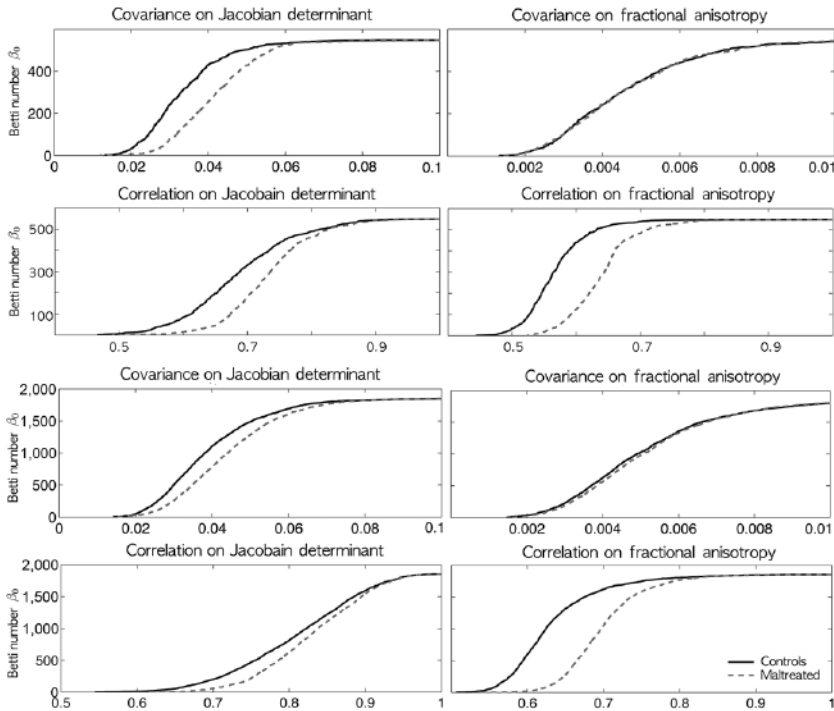 Covariance on Jacobian determinant
Covariance on fractional anisotropy
Betti number β₀
400
200
0
0 0.02 0.04 0.06 0.08 0.1
0.002 0.004 0.006 0.008 0.01
Correlation on Jacobain determinant
Correlation on fractional anisotropy
Betti number β₀
500
300
100
0.5 0.7 0.9
0.5 0.7 0.9
Covariance on Jacobian determinant
Covariance on fractional anisotropy
Betti number β₀
2,000
1,500
1,000
500
0
0 0.02 0.04 0.06 0.08 0.1
0.002 0.004 0.006 0.008 0.01
Correlation on Jacobain determinant
Correlation on fractional anisotropy
Betti number β₀
2,000
1,500
1,000
500
0
0.5 0.6 0.7 0.8 0.9 1
0.6 0.7 0.8 0.9 1
Controls
Maltreated